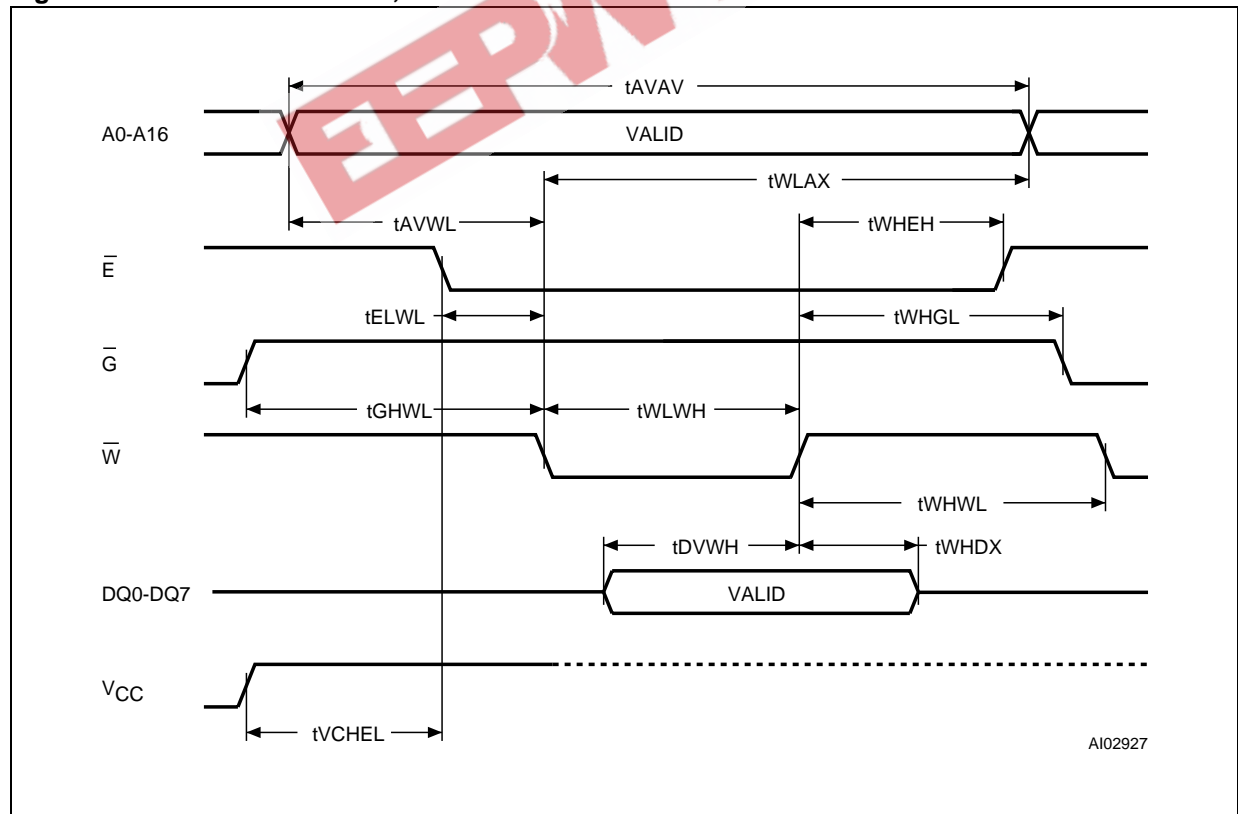 tAVAV
A0-A16
VALID
tWLAX
tAVWL
tWHEH
E
tELWL
tWHGL
G
tGHWL
tWLWH
W
tWHWL
tDVWH
tWHDX
DQ0-DQ7
VALID
VCC
tVCHEL
AI02927